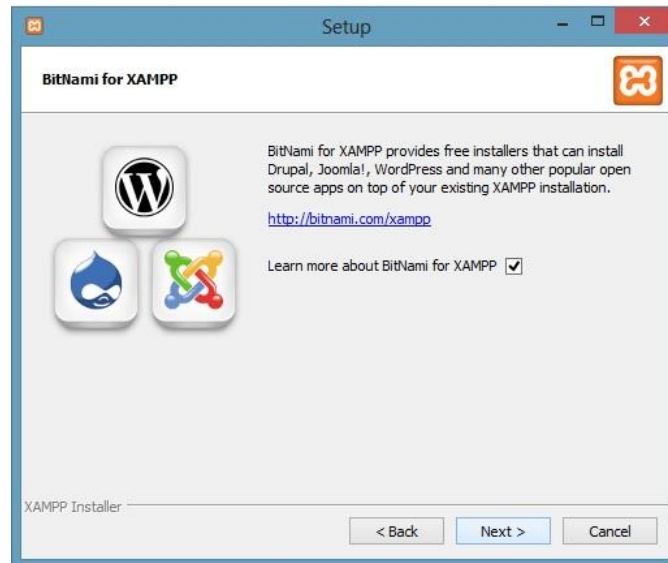 Setup
BitNami for XAMPP
BitNami for XAMPP provides free installers that can install
Drupal, Joomla!, WordPress and many other popular open
source apps on top of your existing XAMPP installation.
http://bitnami.com/xampp
Learn more about BitNami for XAMPP
XAMPP Installer
< Back Next > Cancel